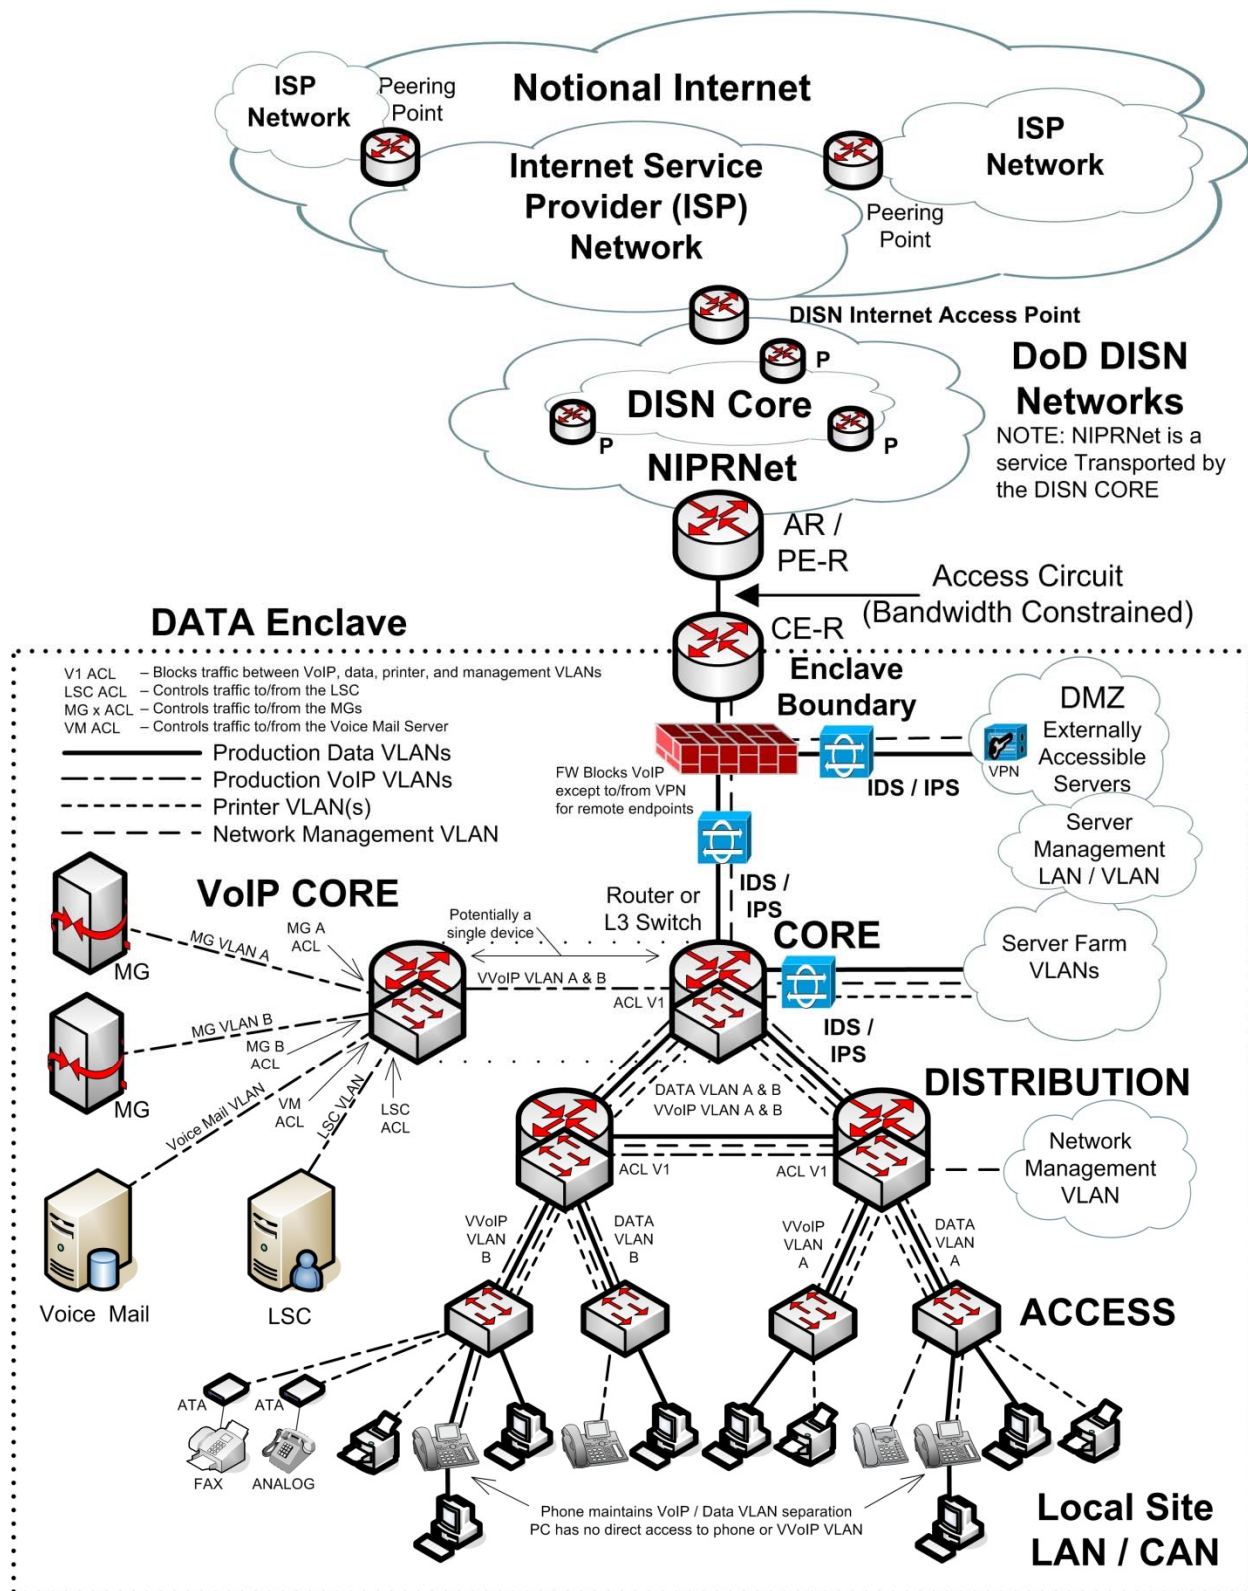 Notional Internet
ISP
Network
Peering
Point
ISP
Network
Internet Service
Provider (ISP)
Network
Peering
Point
DISN Internet Access Point
P
DISN Core
P
P
NIPRNet
DoD DISN
Networks
NOTE: NIPRNet is a
service Transported by
the DISN CORE
AR /
PE-R
Access Circuit
(Bandwidth Constrained)
CE-R
DATA Enclave
Enclave
Boundary
V1 ACL – Blocks traffic between VoIP, data, printer, and management VLANs
LSC ACL – Controls traffic to/from the LSC
MG x ACL – Controls traffic to/from the MGs
VM ACL – Controls traffic to/from the Voice Mail Server
Production Data VLANs
Production VoIP VLANs
Printer VLAN(s)
Network Management VLAN
FW Blocks VoIP
except to/from VPN
for remote endpoints
IDS / IPS
VPN
DMZ
Externally
Accessible
Servers
Server
Management
LAN / VLAN
IDS /
IPS
Router or
L3 Switch
CORE
Server Farm
VLANs
IDS /
IPS
VoIP CORE
Potentially a
single device
VVoIP VLAN A & B
ACL V1
MG A
ACL
MG VLAN A
MG
MG VLAN B
MG B
ACL
MG
Voice Mail VLAN
VM
ACL
LSC VLAN
LSC
ACL
Voice Mail
LSC
DATA VLAN A & B
VVoIP VLAN A & B
DISTRIBUTION
ACL V1
ACL V1
Network
Management
VLAN
VVoIP
VLAN
B
DATA
VLAN
B
VVoIP
VLAN
A
DATA
VLAN
A
ACCESS
ATA
ATA
FAX
ANALOG
Phone maintains VoIP / Data VLAN separation
PC has no direct access to phone or VVoIP VLAN
Local Site
LAN / CAN